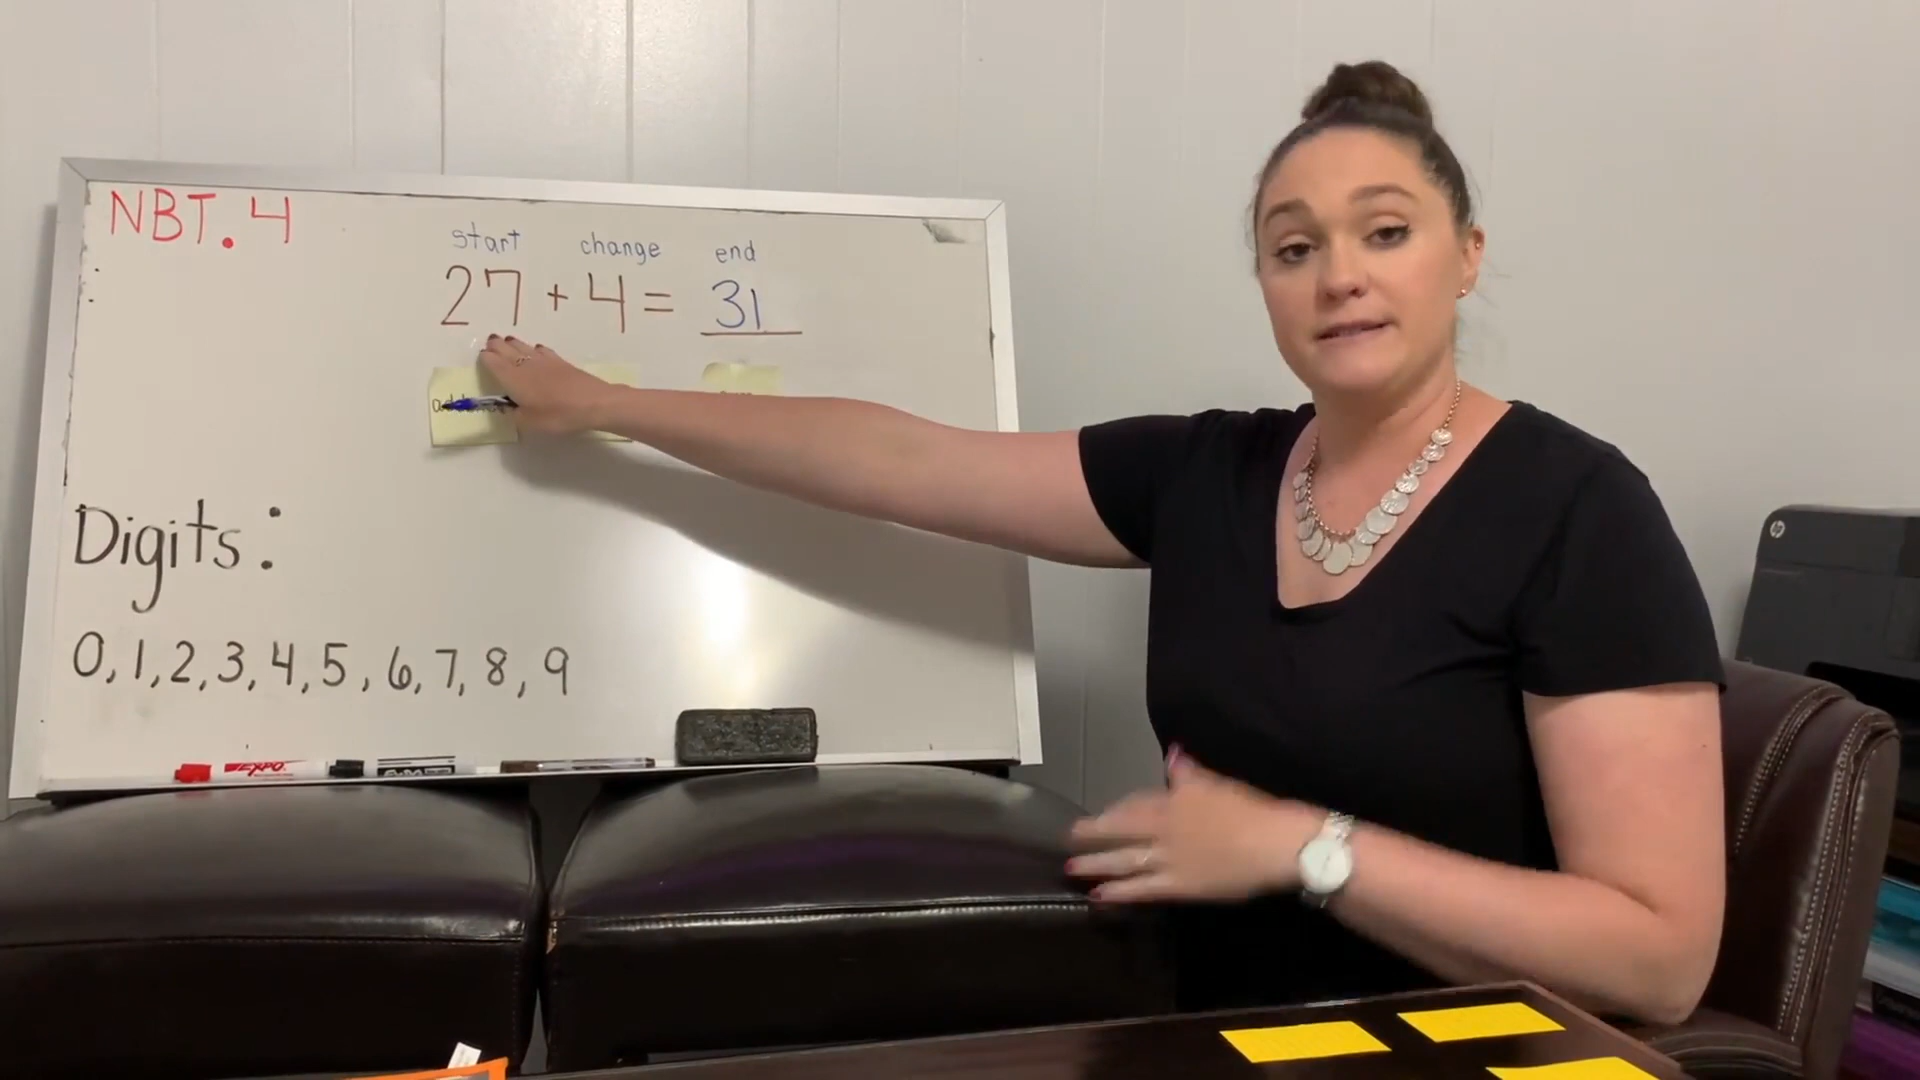 NBT.4
start change end
27 + 4 = 31
Digits:
0, 1, 2, 3, 4, 5, 6, 7, 8, 9
EXPO
hp